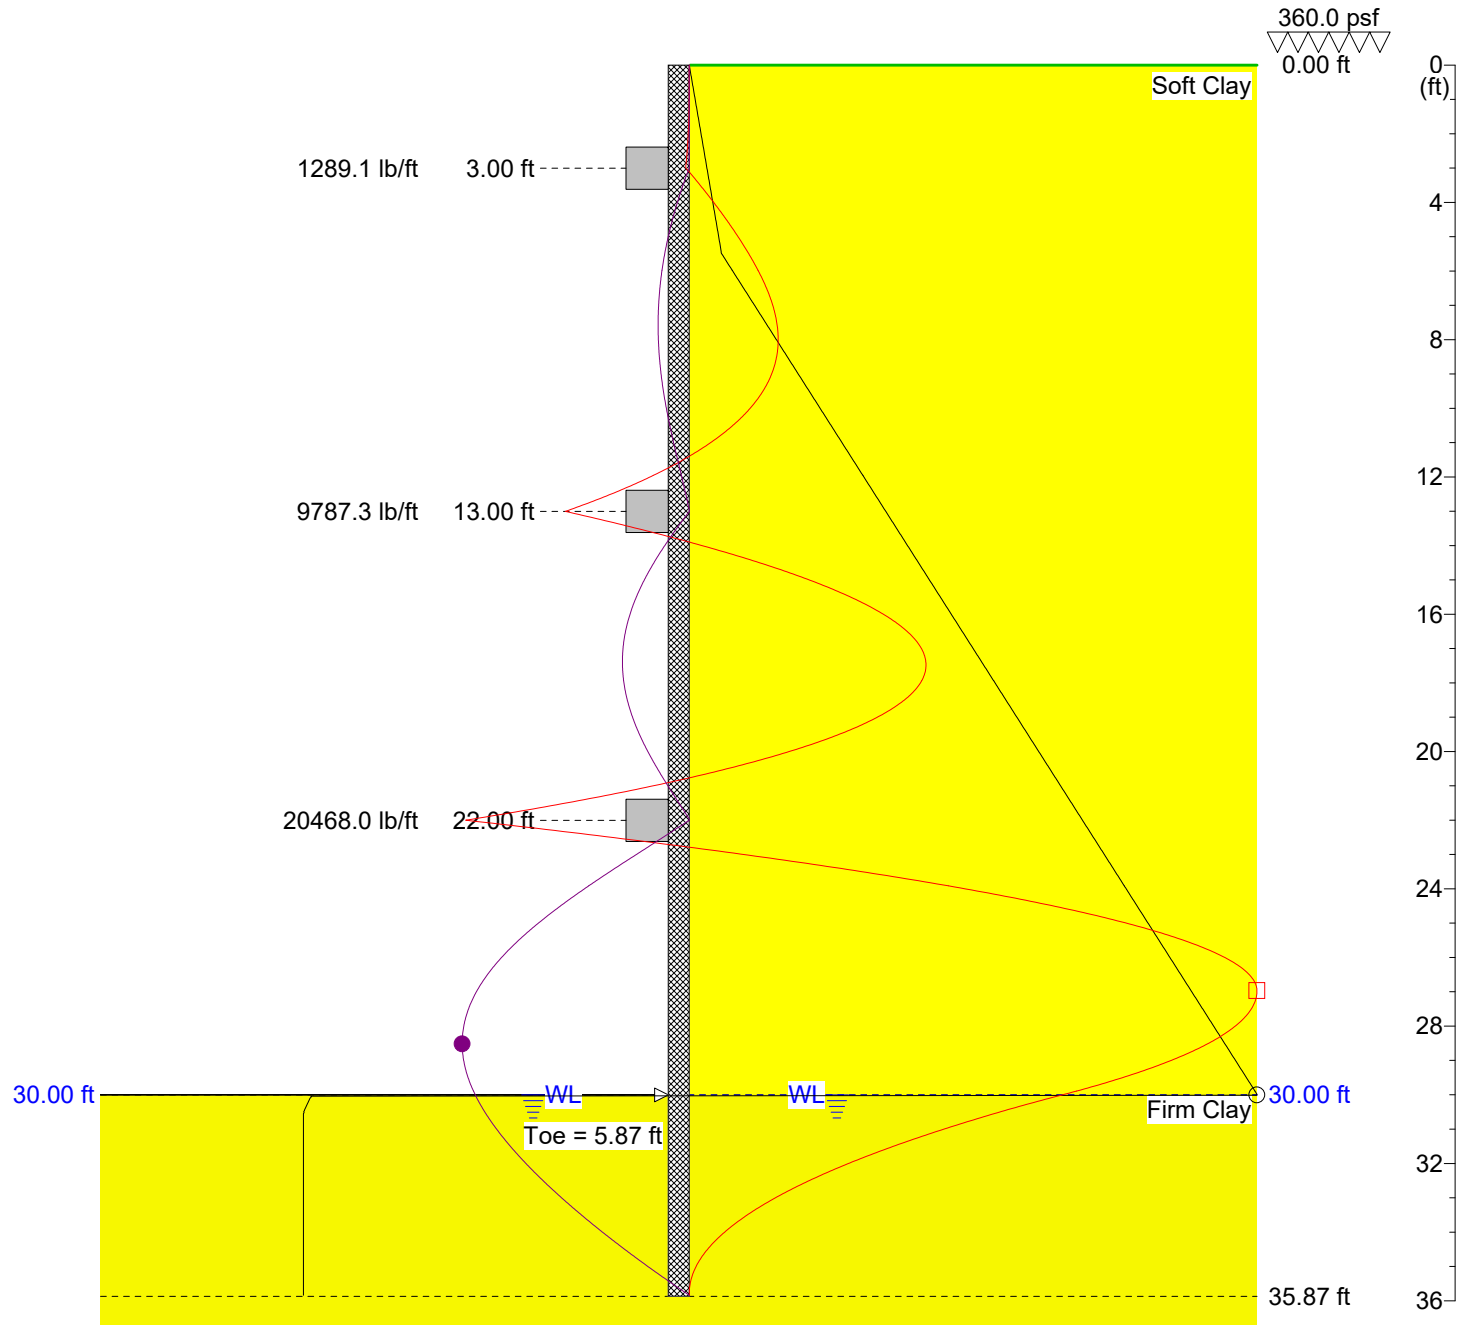 360.0 psf
0.00 ft
0
(ft)
Soft Clay
1289.1 lb/ft 3.00 ft
4
8
12
9787.3 lb/ft 13.00 ft
16
20
20468.0 lb/ft 22.00 ft
24
28
30.00 ft WL WL 30.00 ft
Firm Clay
Toe = 5.87 ft
32
35.87 ft
36